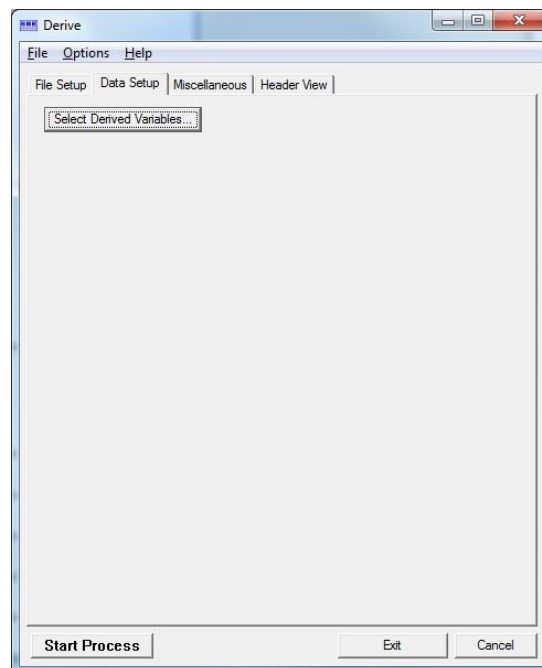 Derive
File Options Help
File Setup Data Setup Miscellaneous Header View
Select Derived Variables...
Start Process Exit Cancel